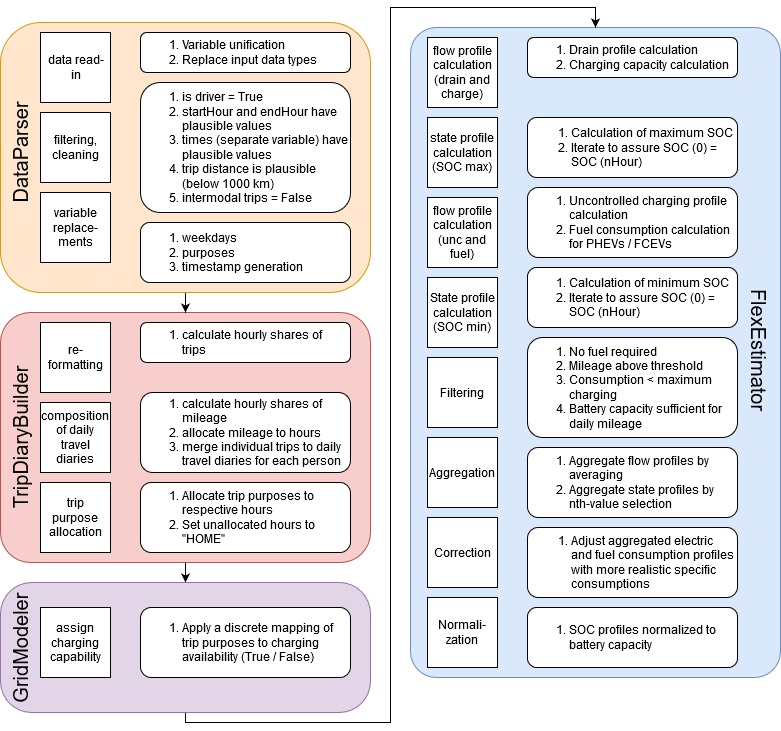 DataParser
data read-
in
1. Variable unification
2. Replace input data types
filtering,
cleaning
1. is driver = True
2. startHour and endHour have
plausible values
3. times (separate variable) have
plausible values
4. trip distance is plausible
(below 1000 km)
5. intermodal trips = False
variable
replace-
ments
1. weekdays
2. purposes
3. timestamp generation
TripDiaryBuilder
re-
formatting
1. calculate hourly shares of
trips
composition
of daily
travel
diaries
1. calculate hourly shares of
mileage
2. allocate mileage to hours
3. merge individual trips to daily
travel diaries for each person
trip
purpose
allocation
1. Allocate trip purposes to
respective hours
2. Set unallocated hours to
"HOME"
GridModeler
assign
charging
capability
1. Apply a discrete mapping of
trip purposes to charging
availability (True / False)
FlexEstimator
flow profile
calculation
(drain and
charge)
1. Drain profile calculation
2. Charging capacity calculation
state profile
calculation
(SOC max)
1. Calculation of maximum SOC
2. Iterate to assure SOC (0) =
SOC (nHour)
flow profile
calculation
(unc and
fuel)
1. Uncontrolled charging profile
calculation
2. Fuel consumption calculation
for PHEVs / FCEVs
State profile
calculation
(SOC min)
1. Calculation of minimum SOC
2. Iterate to assure SOC (0) =
SOC (nHour)
Filtering
1. No fuel required
2. Mileage above threshold
3. Consumption < maximum
charging
4. Battery capacity sufficient for
daily mileage
Aggregation
1. Aggregate flow profiles by
averaging
2. Aggregate state profiles by
nth-value selection
Correction
1. Adjust aggregated electric
and fuel consumption profiles
with more realistic specific
consumptions
Normali-
zation
1. SOC profiles normalized to
battery capacity